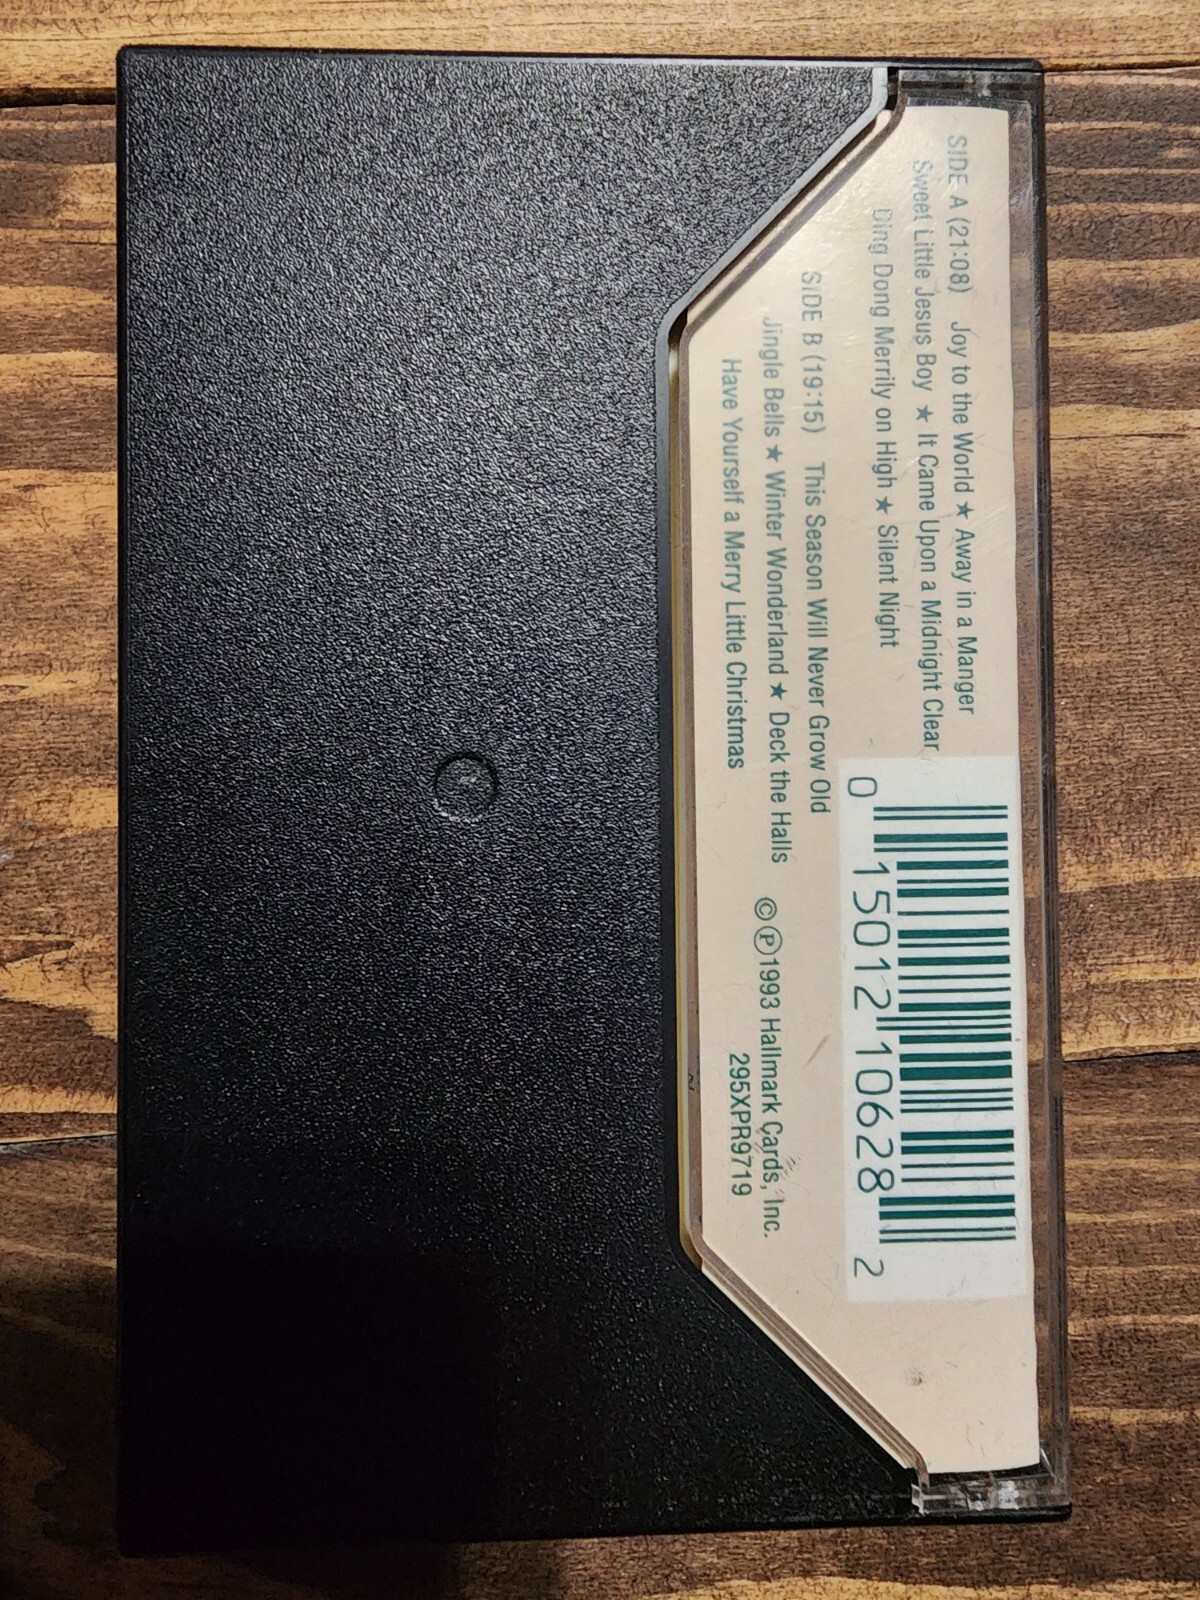 SIDE A (21:08) Joy to the World ★ Away in a Manger
Sweet Little Jesus Boy ★ It Came Upon a Midnight Clear
Ding Dong Merrily on High ★ Silent Night
SIDE B (19:15) This Season Will Never Grow Old
Jingle Bells ★ Winter Wonderland ★ Deck the Halls
Have Yourself a Merry Little Christmas
©℗1993 Hallmark Cards, Inc.
295XPR9719
0 15012 10628 2